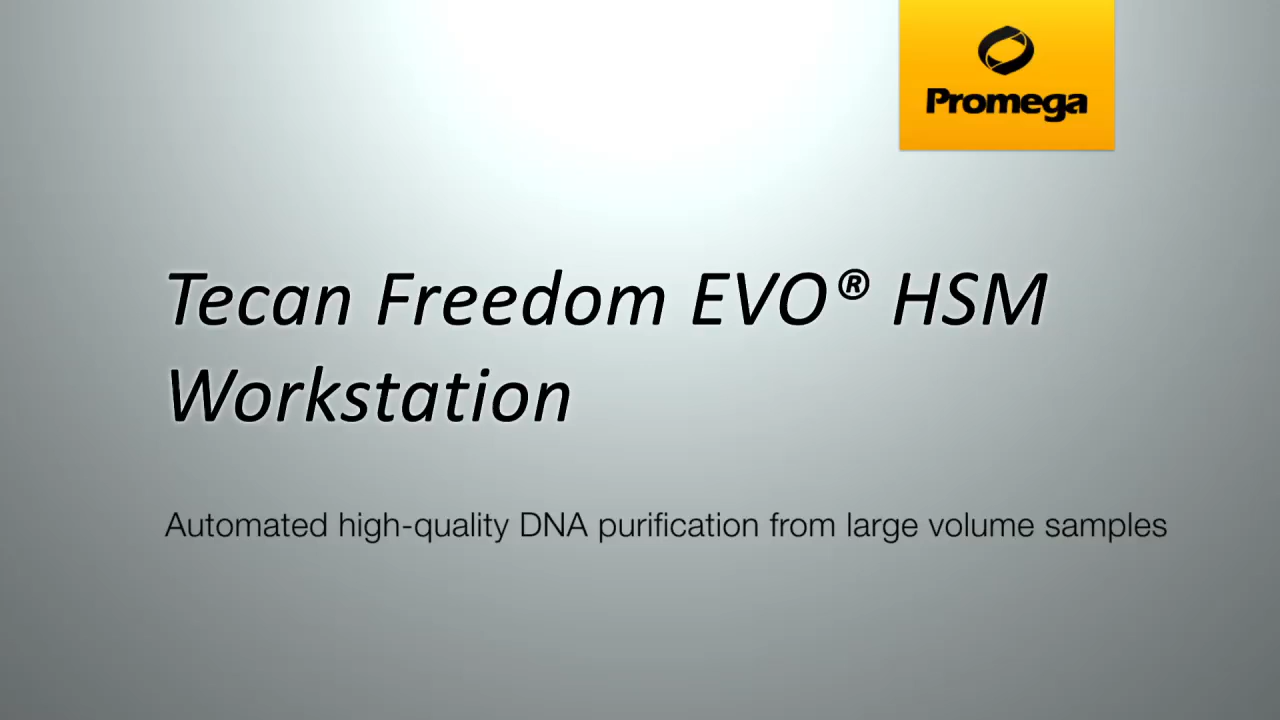 Promega
Tecan Freedom EVO® HSM
Workstation
Automated high-quality DNA purification from large volume samples